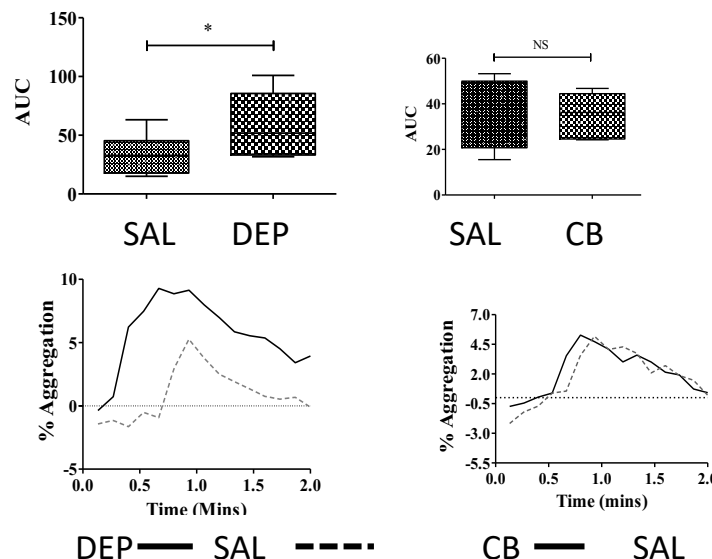 *
150
100
50
0
AUC
SAL DEP
NS
60
40
20
0
AUC
SAL CB
10
5
0
-5
% Aggregation
0.0 0.5 1.0 1.5 2.0
Time (Mins)
7.0
4.5
2.0
-0.5
-3.0
-5.5
% Aggregation
0.0 0.5 1.0 1.5 2.0
Time (mins)
DEP SAL CB SAL